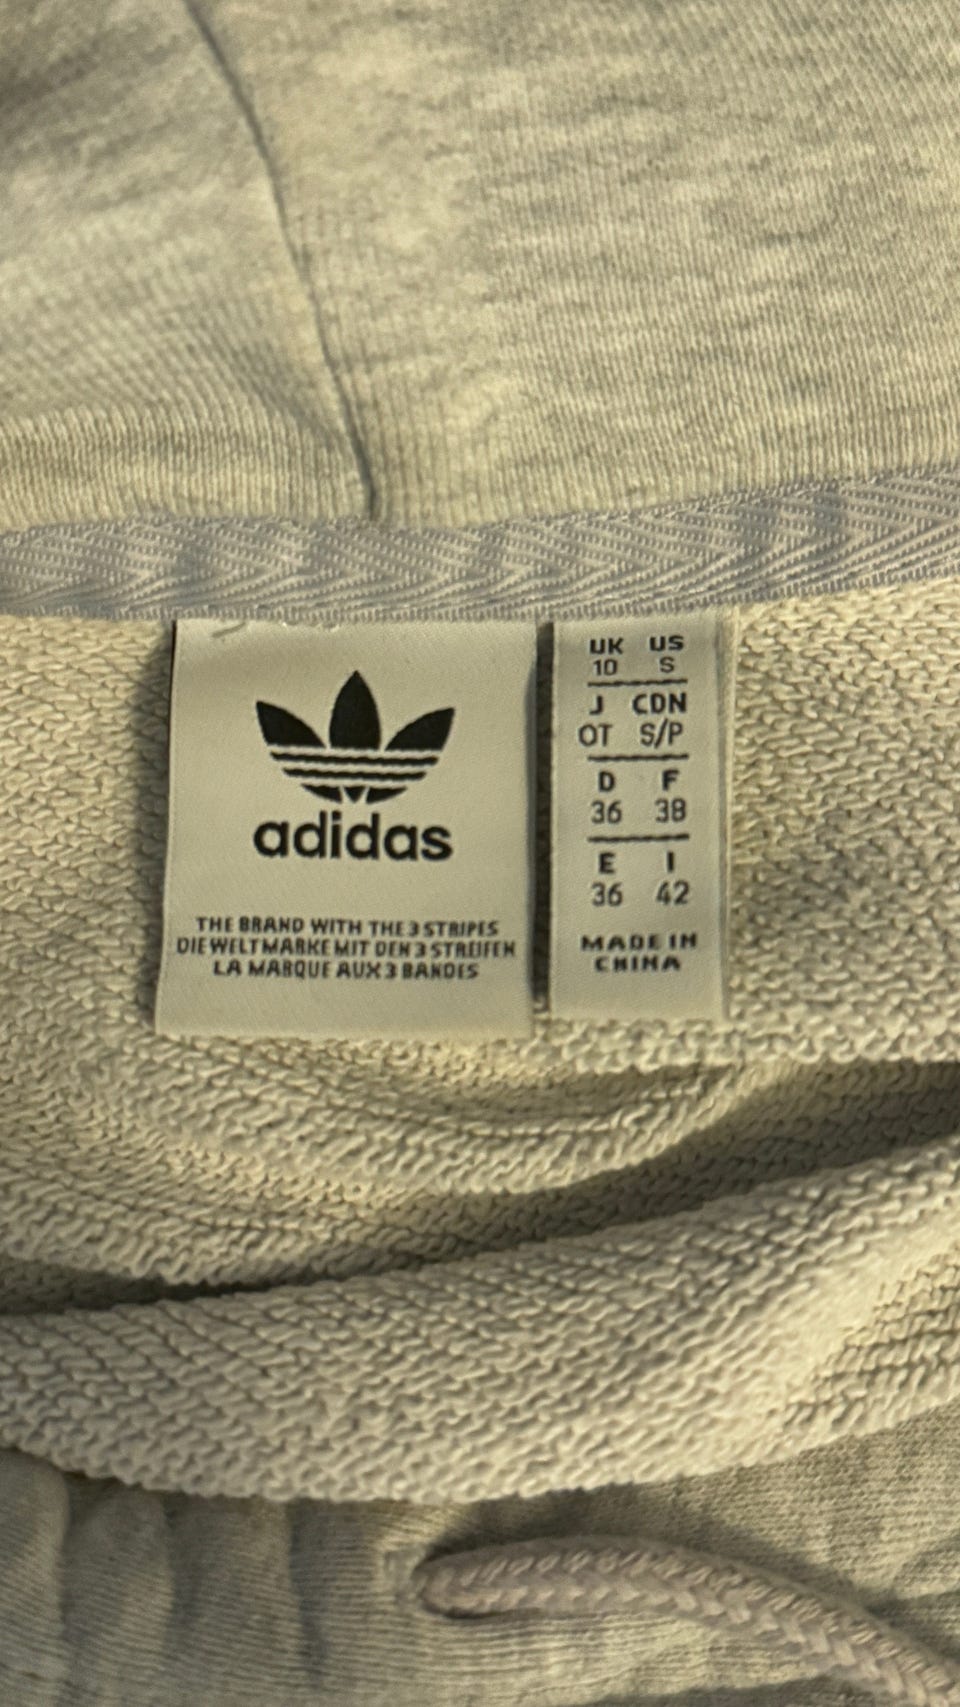 adidas
THE BRAND WITH THE 3 STRIPES
DIE WELTMARKE MIT DEN 3 STREIFEN
LA MARQUE AUX 3 BANDES
UK US
10 S
J CDN
OT S/P
D F
36 38
E I
36 42
MADE IN
CHINA